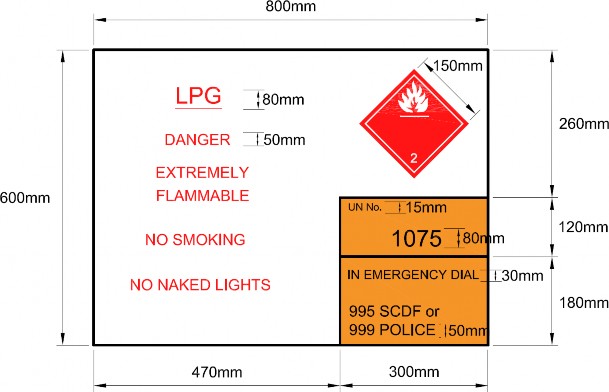 800mm
150mm
LPG 80mm
DANGER 50mm
260mm
EXTREMELY
FLAMMABLE
2
600mm
UN No. 15mm
NO SMOKING
1075 80mm
120mm
IN EMERGENCY DIAL 30mm
NO NAKED LIGHTS
180mm
995 SCDF or
999 POLICE 50mm
470mm
300mm